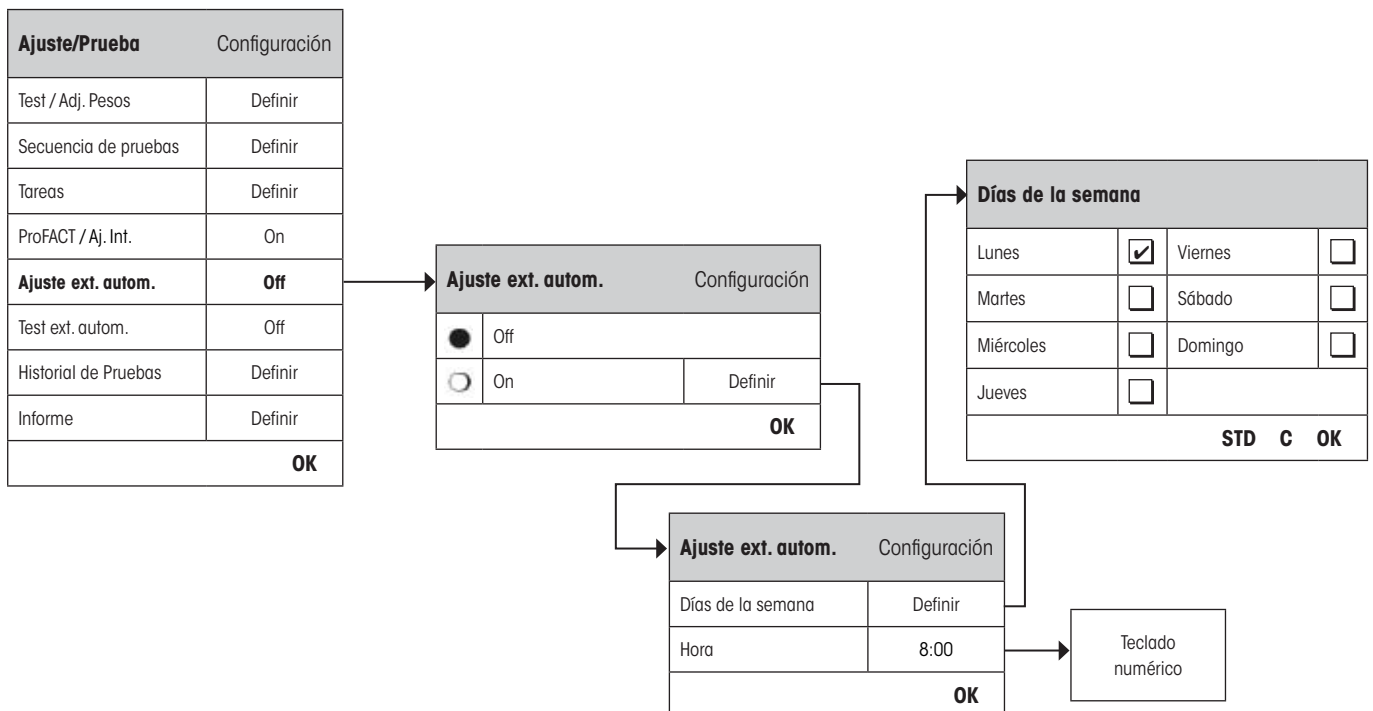 Ajuste/Prueba Configuración
Test / Adj. Pesos Definir
Secuencia de pruebas Definir
Tareas Definir
ProFACT / Aj. Int. On
Ajuste ext. autom. Off
Test ext. autom. Off
Historial de Pruebas Definir
Informe Definir
OK
Ajuste ext. autom. Configuración
Off
On Definir
OK
Ajuste ext. autom. Configuración
Días de la semana Definir
Hora 8:00
OK
Días de la semana
Lunes Viernes
Martes Sábado
Miércoles Domingo
Jueves
STD C OK
Teclado
numérico